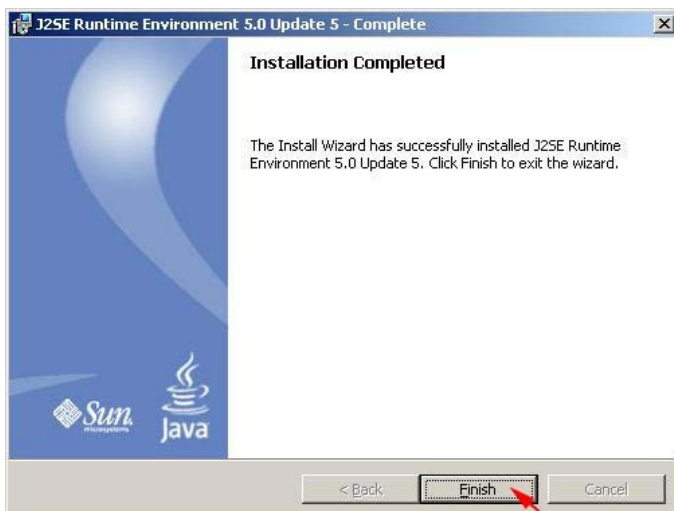 J2SE Runtime Environment 5.0 Update 5 - Complete
Installation Completed
The Install Wizard has successfully installed J2SE Runtime
Environment 5.0 Update 5. Click Finish to exit the wizard.
Sun
microsystems
Java
< Back
Finish
Cancel